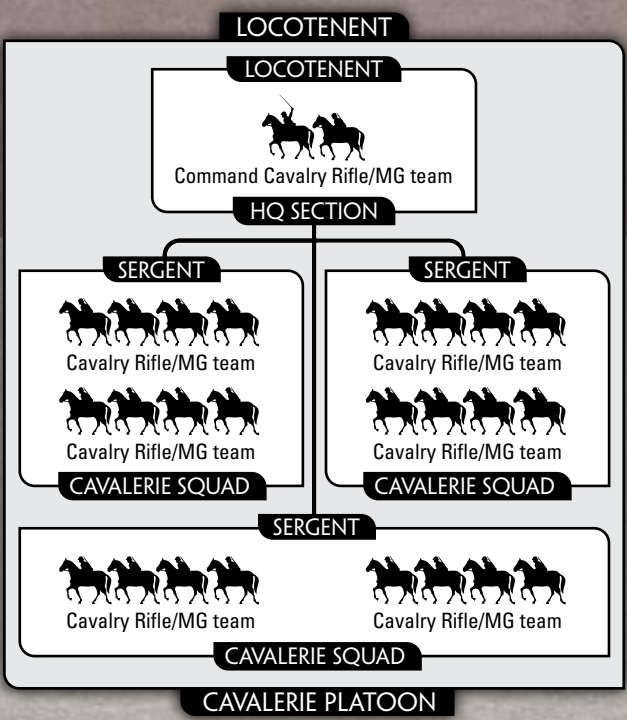 LOCOTENENT
LOCOTENENT
Command Cavalry Rifle/MG team
HQ SECTION
SERGENT
Cavalry Rifle/MG team
Cavalry Rifle/MG team
CAVALERIE SQUAD
SERGENT
Cavalry Rifle/MG team
Cavalry Rifle/MG team
CAVALERIE SQUAD
SERGENT
Cavalry Rifle/MG team
Cavalry Rifle/MG team
CAVALERIE SQUAD
CAVALERIE PLATOON